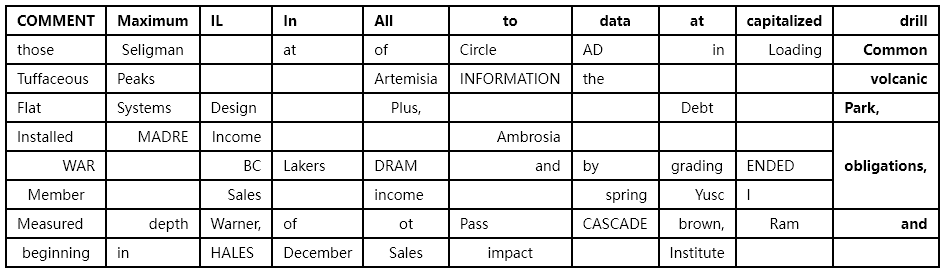 COMMENT Maximum IL In All to data at capitalized drill
those Seligman at of Circle AD in Loading Common
Tuffaceous Peaks Artemisia INFORMATION the volcanic
Flat Systems Design Plus, Debt Park,
Installed MADRE Income Ambrosia
WAR BC Lakers DRAM and by grading ENDED obligations,
Member Sales income spring Yusc I
Measured depth Warner, of ot Pass CASCADE brown, Ram and
beginning in HALES December Sales impact Institute